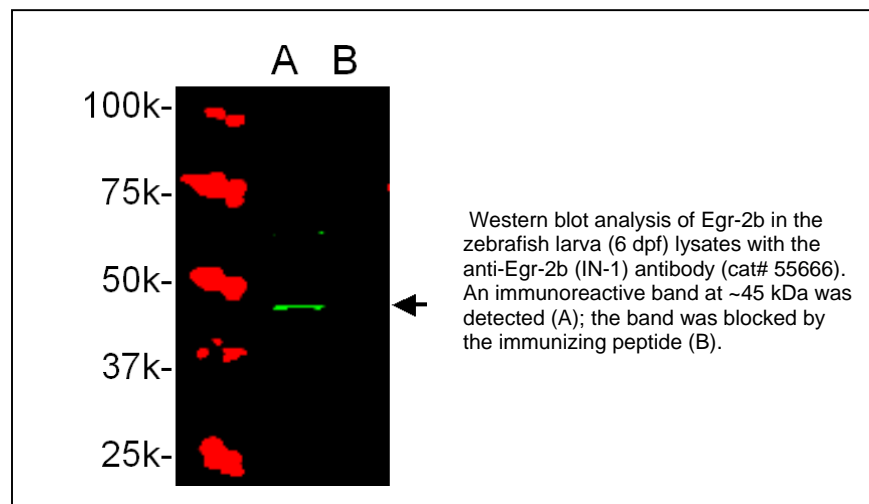 A B
100k-
75k-
50k-
37k-
25k-
Western blot analysis of Egr-2b in the
zebrafish larva (6 dpf) lysates with the
anti-Egr-2b (IN-1) antibody (cat# 55666).
An immunoreactive band at ~45 kDa was
detected (A); the band was blocked by
the immunizing peptide (B).